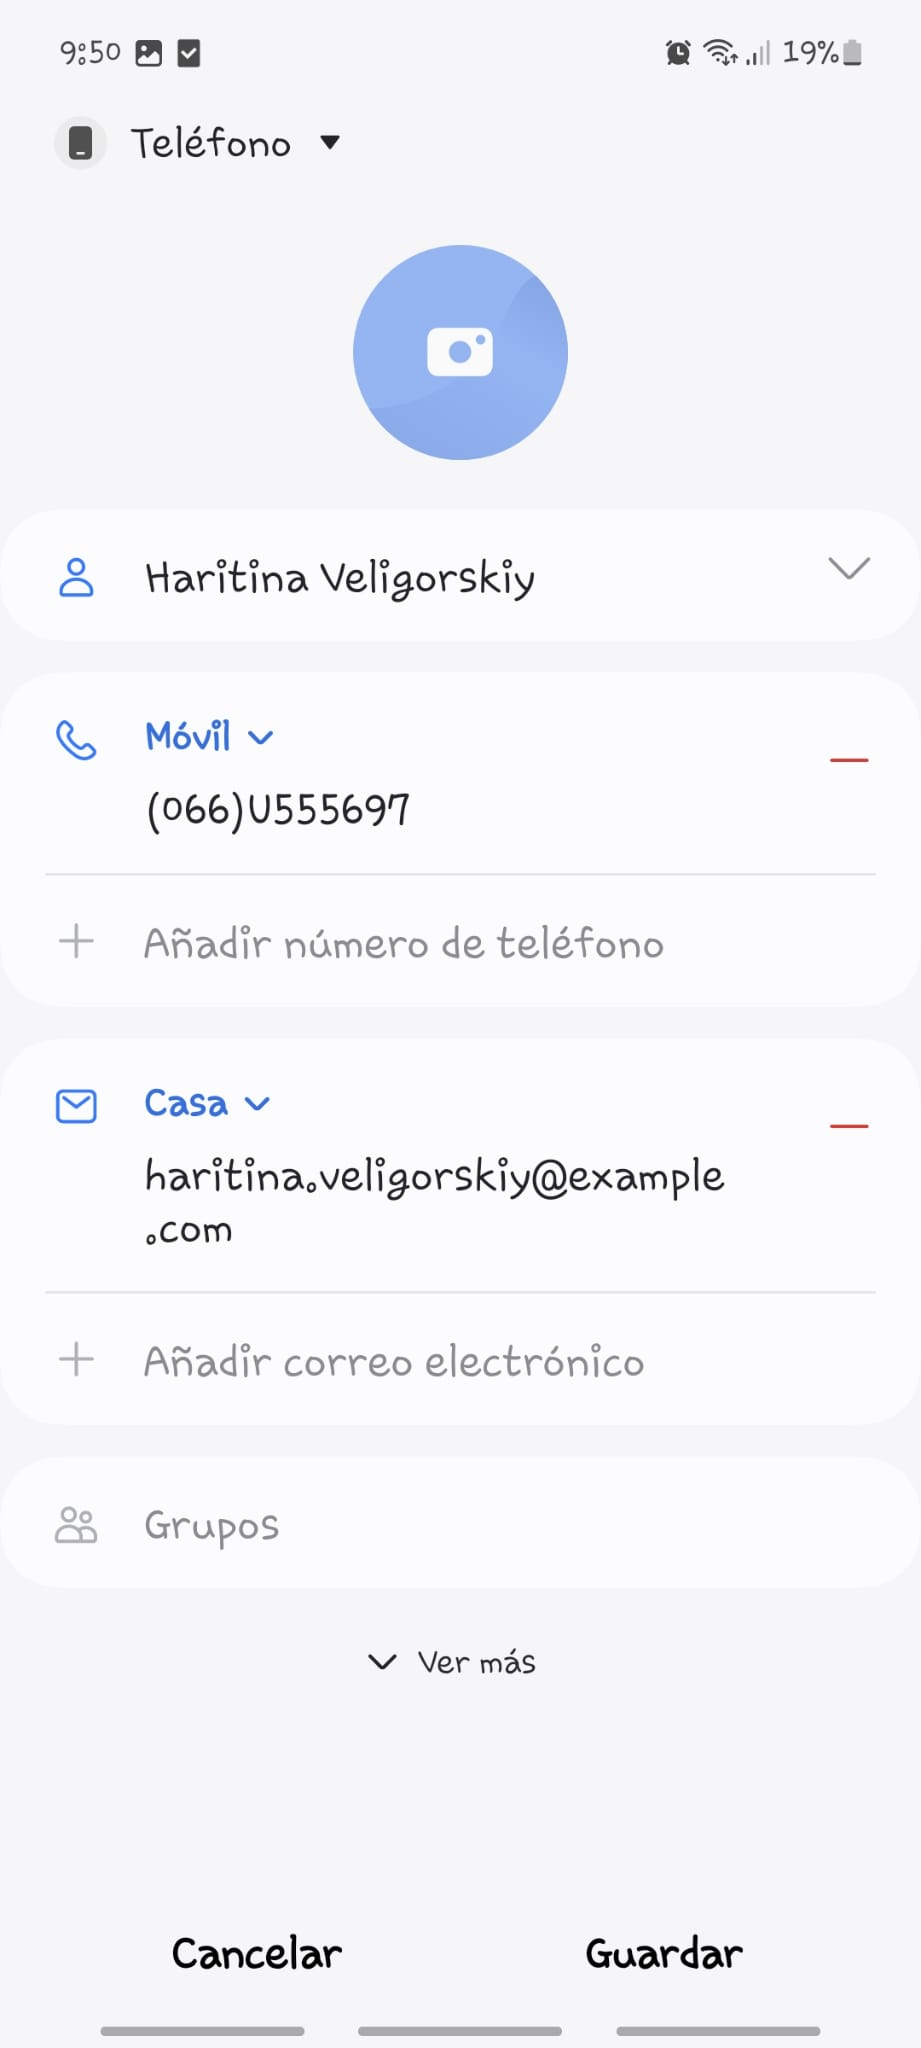 9:50
19%
Teléfono
Haritina Veligorskiy
Móvil
(066)U555697
Añadir número de teléfono
Casa
haritina.veligorskiy@example
.com
Añadir correo electrónico
Grupos
Ver más
Cancelar
Guardar